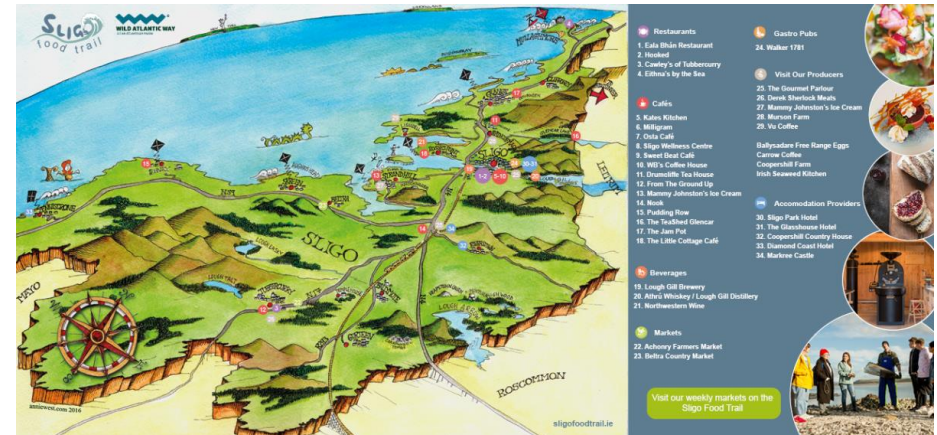 SLIGO
food trail
WILD ATLANTIC WAY
SLIGO
SLIGO
MAYO
LEITRIM
ROSCOMMON
N59
N4
anniewest.com 2016
sligofoodtrail.ie
Restaurants
1. Eala Bhán Restaurant
2. Hooked
3. Cawley's of Tubbercurry
4. Eithna's by the Sea
Cafés
5. Kates Kitchen
6. Milligram
7. Osta Café
8. Sligo Wellness Centre
9. Sweet Beat Café
10. WB's Coffee House
11. Drumcliffe Tea House
12. From The Ground Up
13. Mammy Johnston's Ice Cream
14. Nook
15. Pudding Row
16. The TeaShed Glencar
17. The Jam Pot
18. The Little Cottage Café
Beverages
19. Lough Gill Brewery
20. Athrú Whiskey / Lough Gill Distillery
21. Northwestern Wine
Markets
22. Achonry Farmers Market
23. Beltra Country Market
Gastro Pubs
24. Walker 1781
Visit Our Producers
25. The Gourmet Parlour
26. Derek Sherlock Meats
27. Mammy Johnston's Ice Cream
28. Murson Farm
29. Vu Coffee
Ballysadare Free Range Eggs
Carrow Coffee
Coopershill Farm
Irish Seaweed Kitchen
Accomodation Providers
30. Sligo Park Hotel
31. The Glasshouse Hotel
32. Coopershill Country House
33. Diamond Coast Hotel
34. Markree Castle
Visit our weekly markets on the
Sligo Food Trail